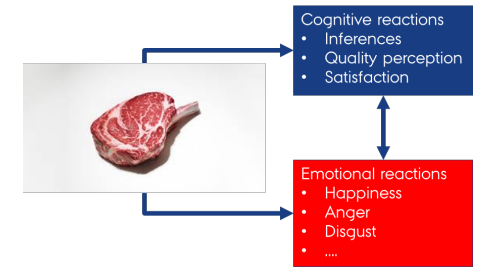 Cognitive reactions
• Inferences
• Quality perception
• Satisfaction
Emotional reactions
• Happiness
• Anger
• Disgust
• ....